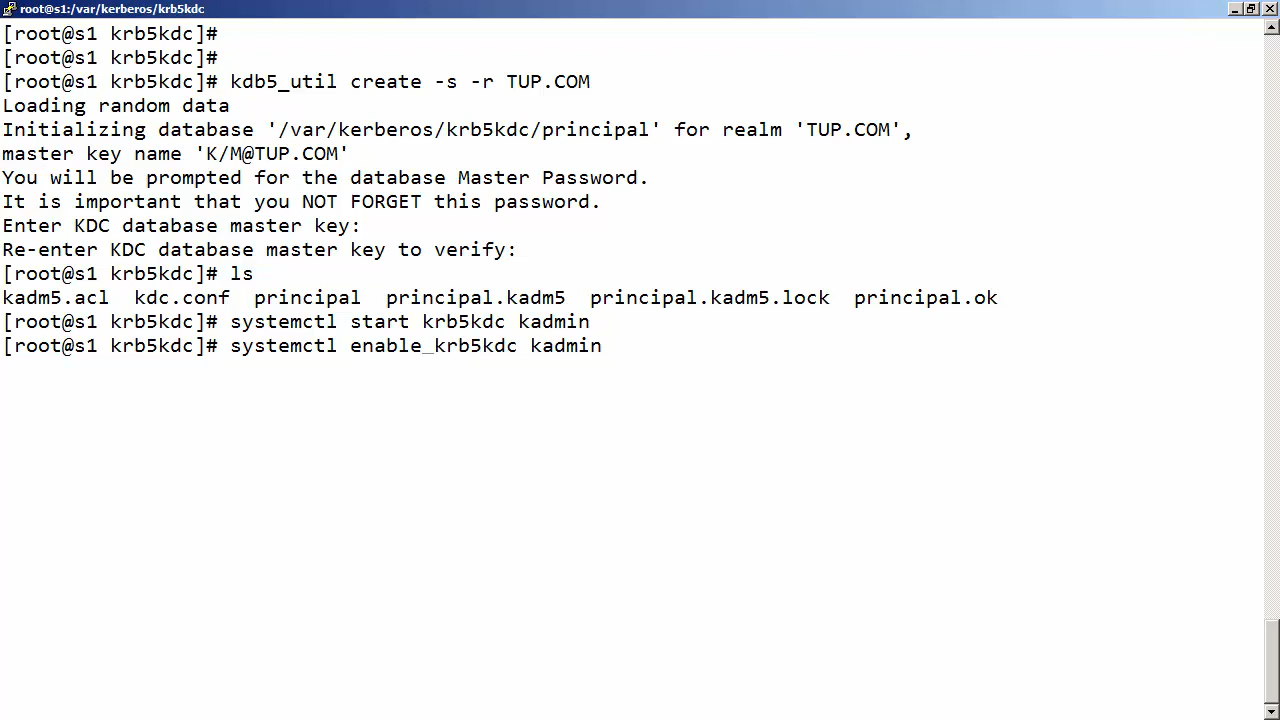 root@s1:/var/kerberos/krb5kdc
[root@s1 krb5kdc]#
[root@s1 krb5kdc]#
[root@s1 krb5kdc]# kdb5_util create -s -r TUP.COM
Loading random data
Initializing database '/var/kerberos/krb5kdc/principal' for realm 'TUP.COM',
master key name 'K/M@TUP.COM'
You will be prompted for the database Master Password.
It is important that you NOT FORGET this password.
Enter KDC database master key:
Re-enter KDC database master key to verify:
[root@s1 krb5kdc]# ls
kadm5.acl  kdc.conf  principal  principal.kadm5  principal.kadm5.lock  principal.ok
[root@s1 krb5kdc]# systemctl start krb5kdc kadmin
[root@s1 krb5kdc]# systemctl enable_krb5kdc kadmin